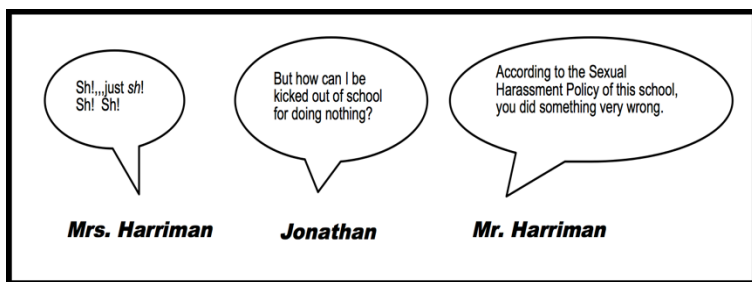 Sh!,,,just sh!
Sh!  Sh!
But how can I be
kicked out of school
for doing nothing?
According to the Sexual
Harassment Policy of this school,
you did something very wrong.
Mrs. Harriman
Jonathan
Mr. Harriman